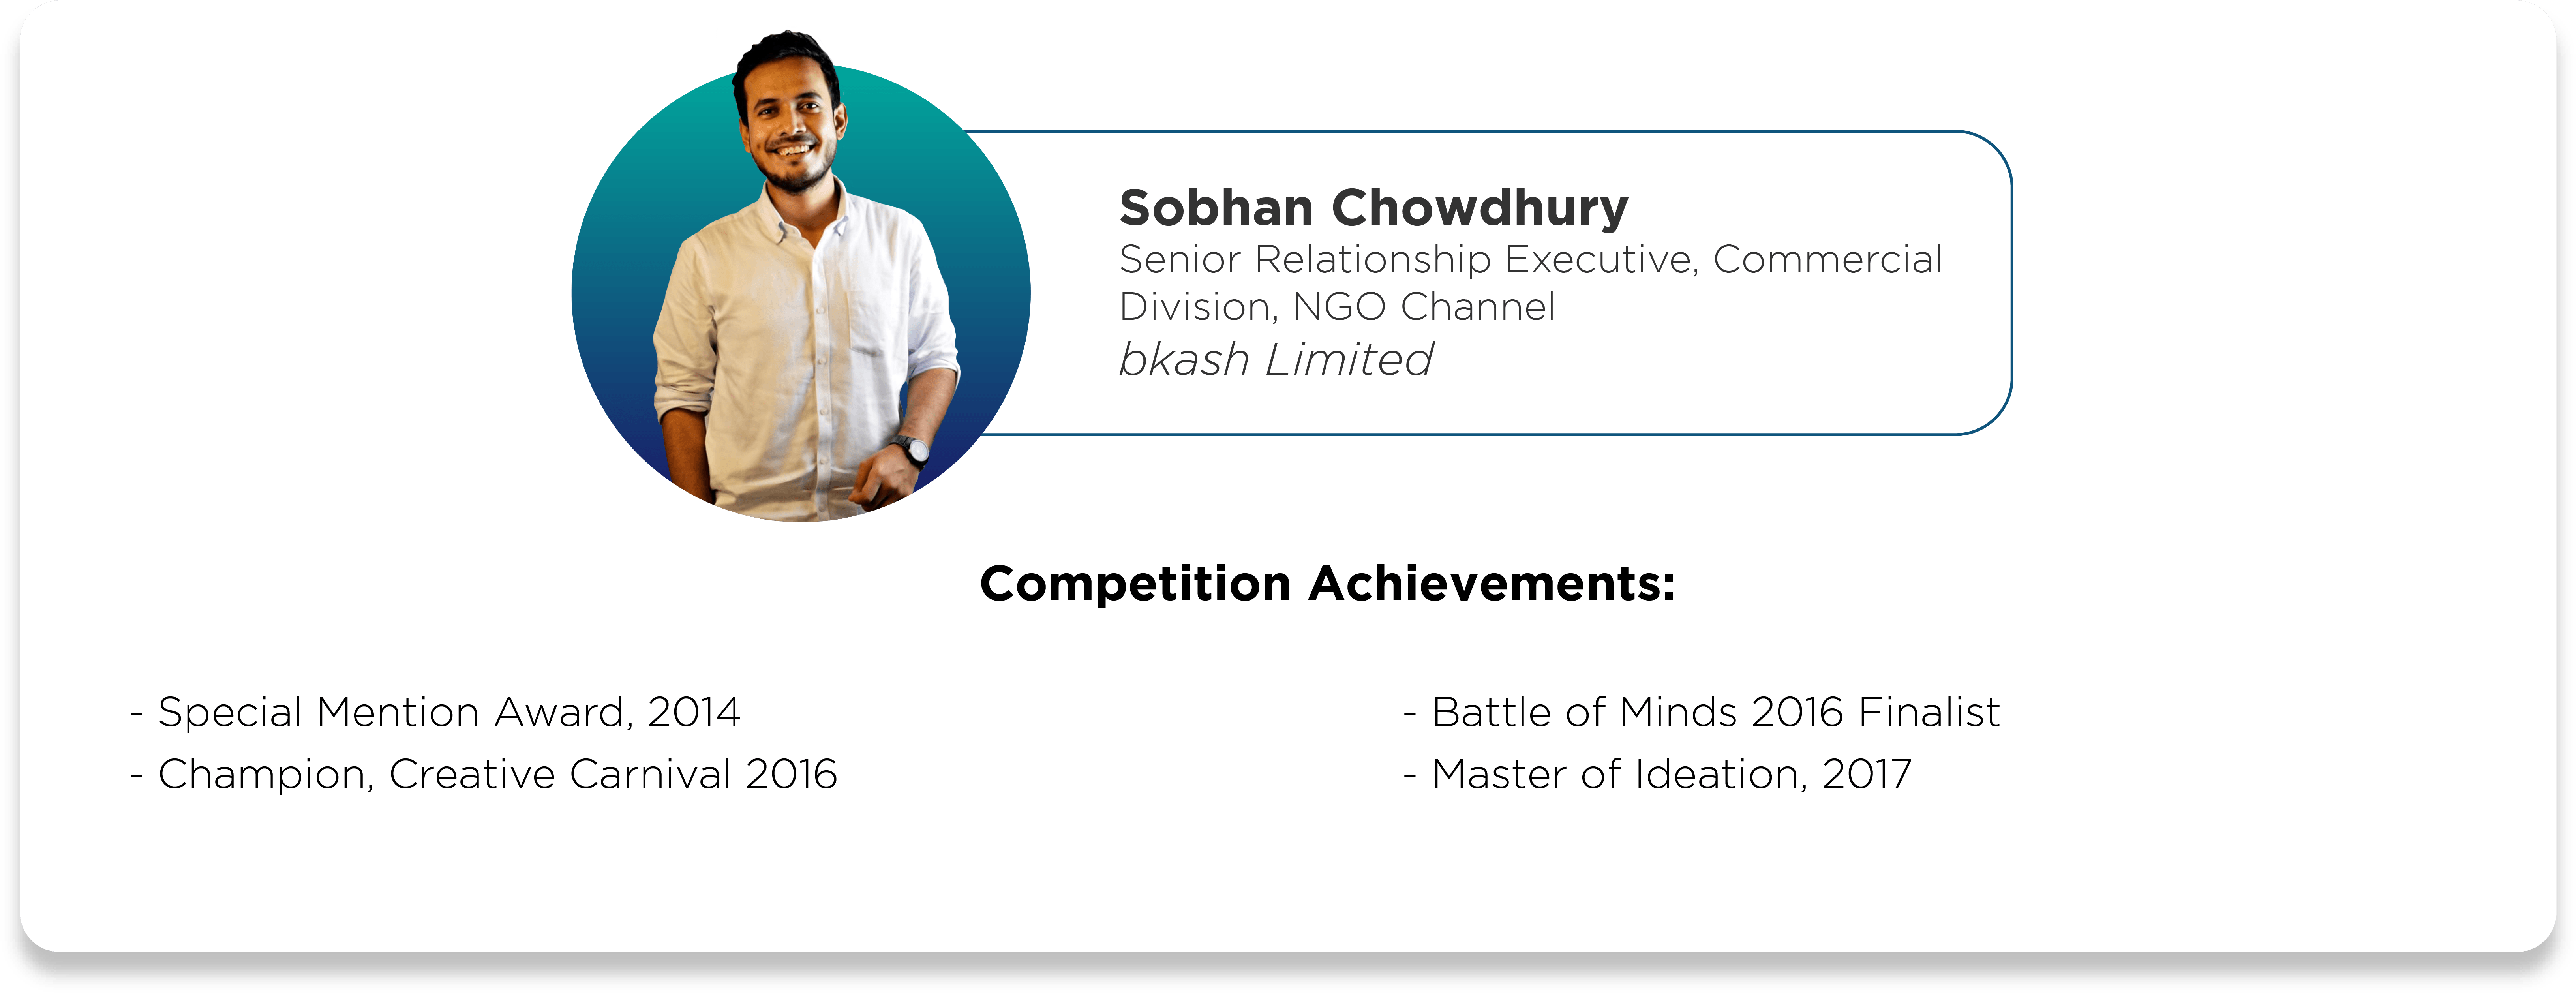 Sobhan Chowdhury
Senior Relationship Executive, Commercial
Division, NGO Channel
bkash Limited
Competition Achievements:
- Special Mention Award, 2014
- Champion, Creative Carnival 2016
- Battle of Minds 2016 Finalist
- Master of Ideation, 2017